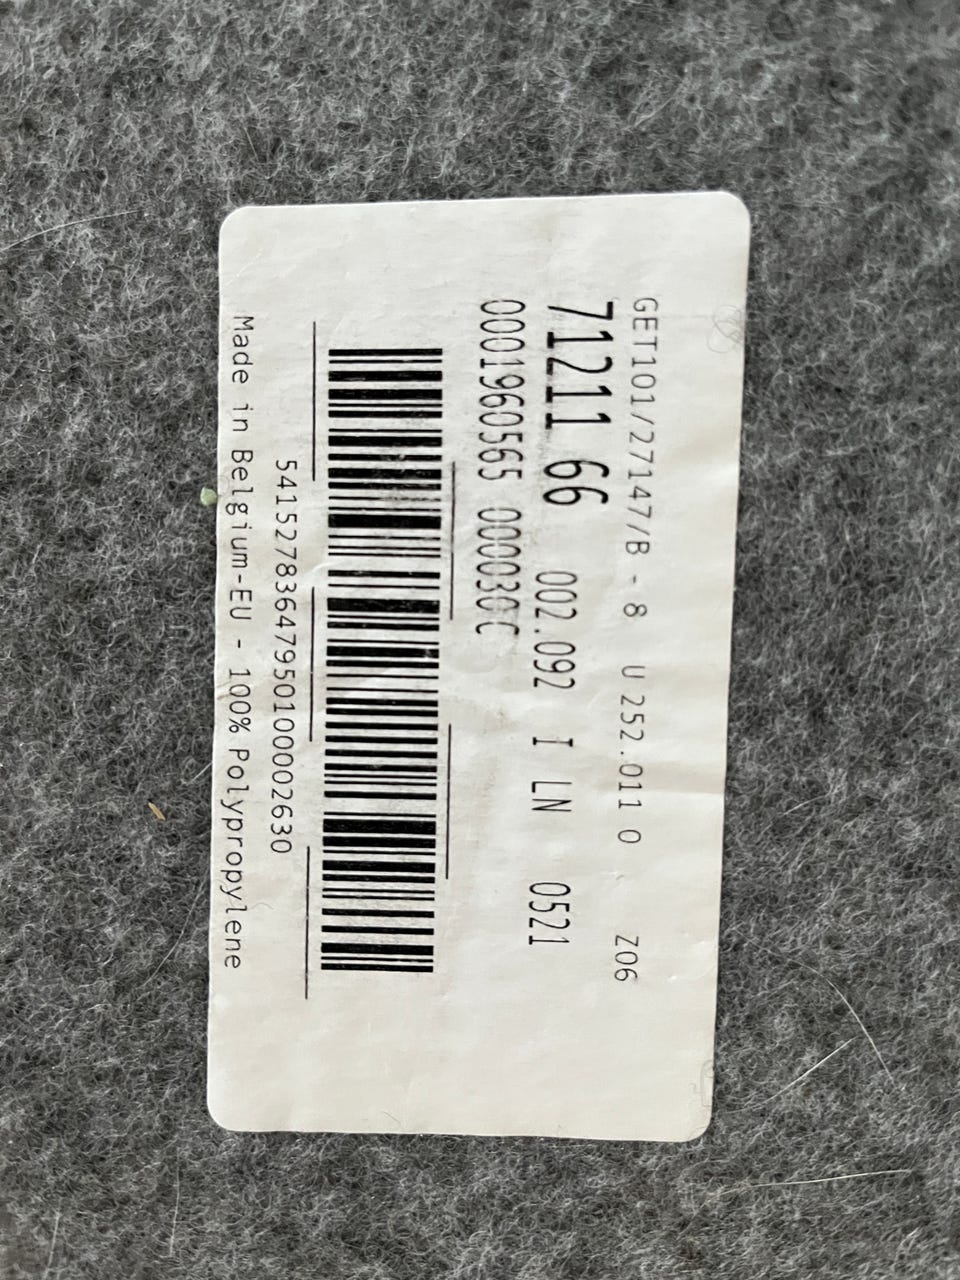 GET101/27147/B - 8 U 252.011 0 Z06
71211 66 002.092 I LN 0521
0001960565 00003CC
5415278364795010002630
Made in Belgium-EU - 100% Polypropylene